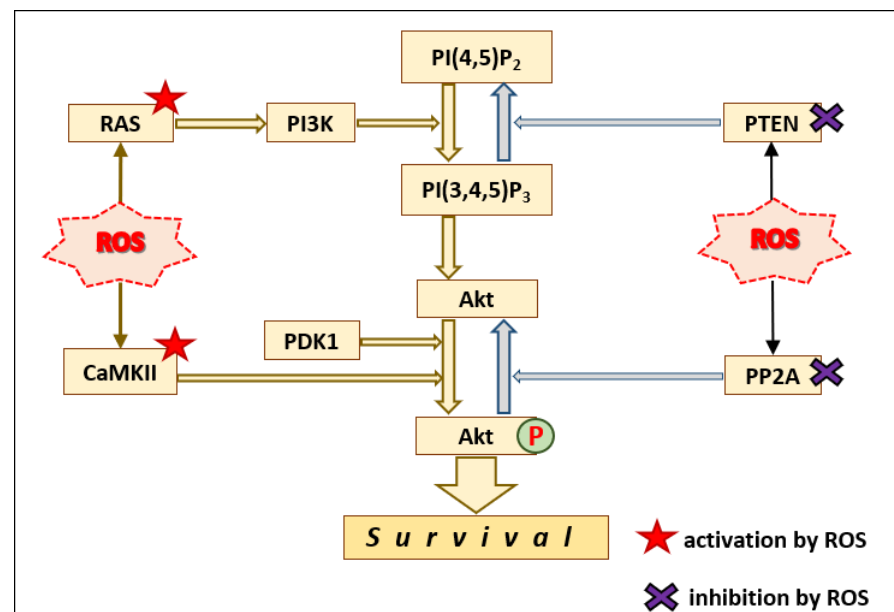 PI(4,5)P₂
RAS
PI3K
PTEN
PI(3,4,5)P₃
ROS
ROS
Akt
PDK1
CaMKII
PP2A
Akt P
Survival
activation by ROS
inhibition by ROS